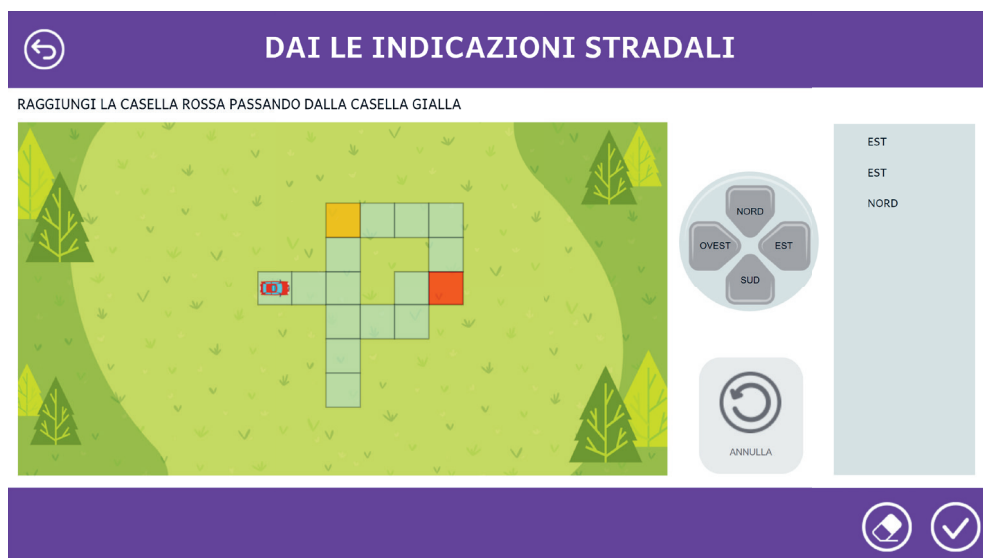 DAI LE INDICAZIONI STRADALI
RAGGIUNGI LA CASELLA ROSSA PASSANDO DALLA CASELLA GIALLA
NORD
OVEST
EST
SUD
ANNULLA
EST
EST
NORD